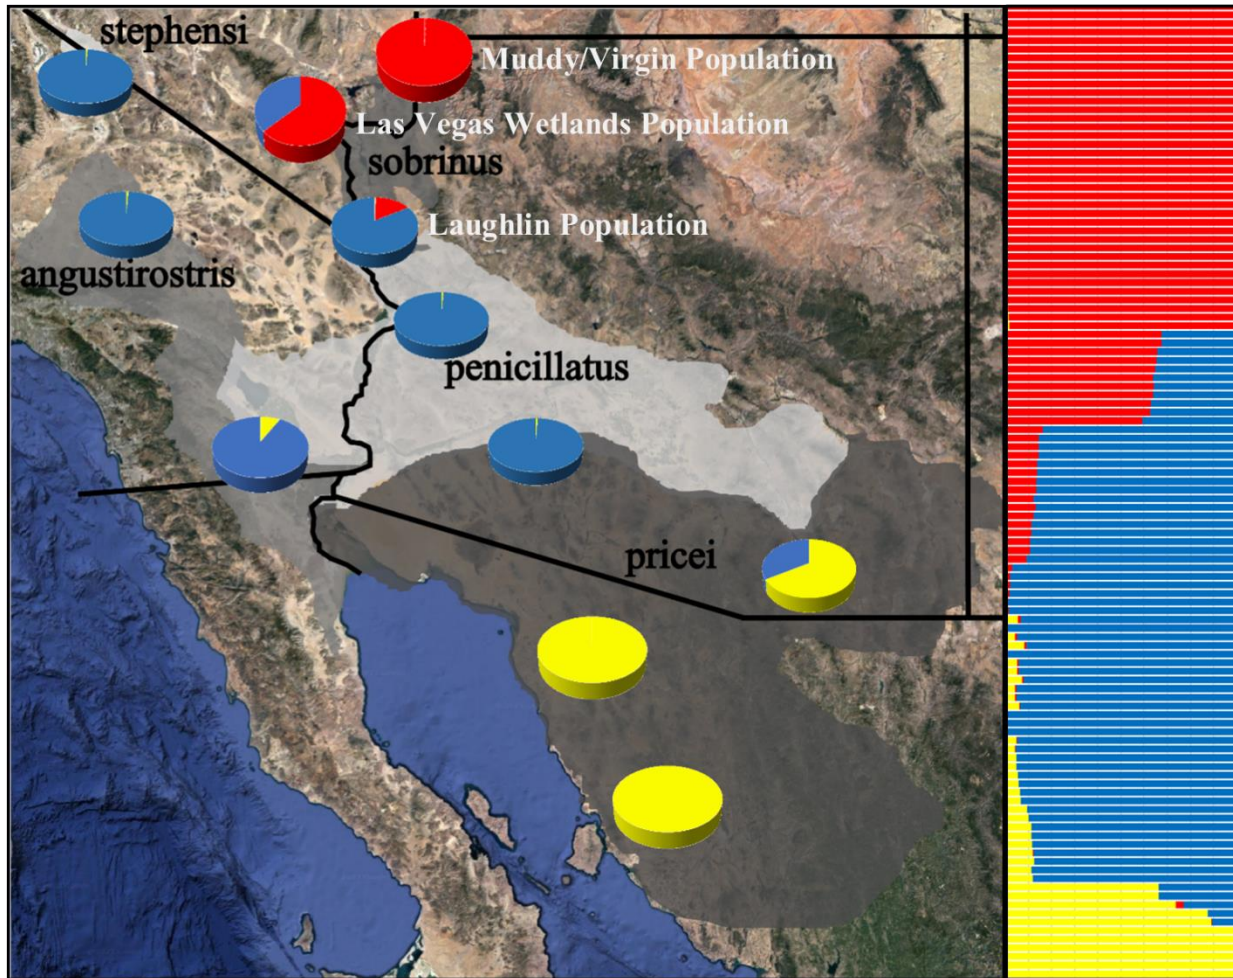 stephensi
Muddy/Virgin Population
Las Vegas Wetlands Population
sobrinus
Laughlin Population
angustirostris
penicillatus
pricei